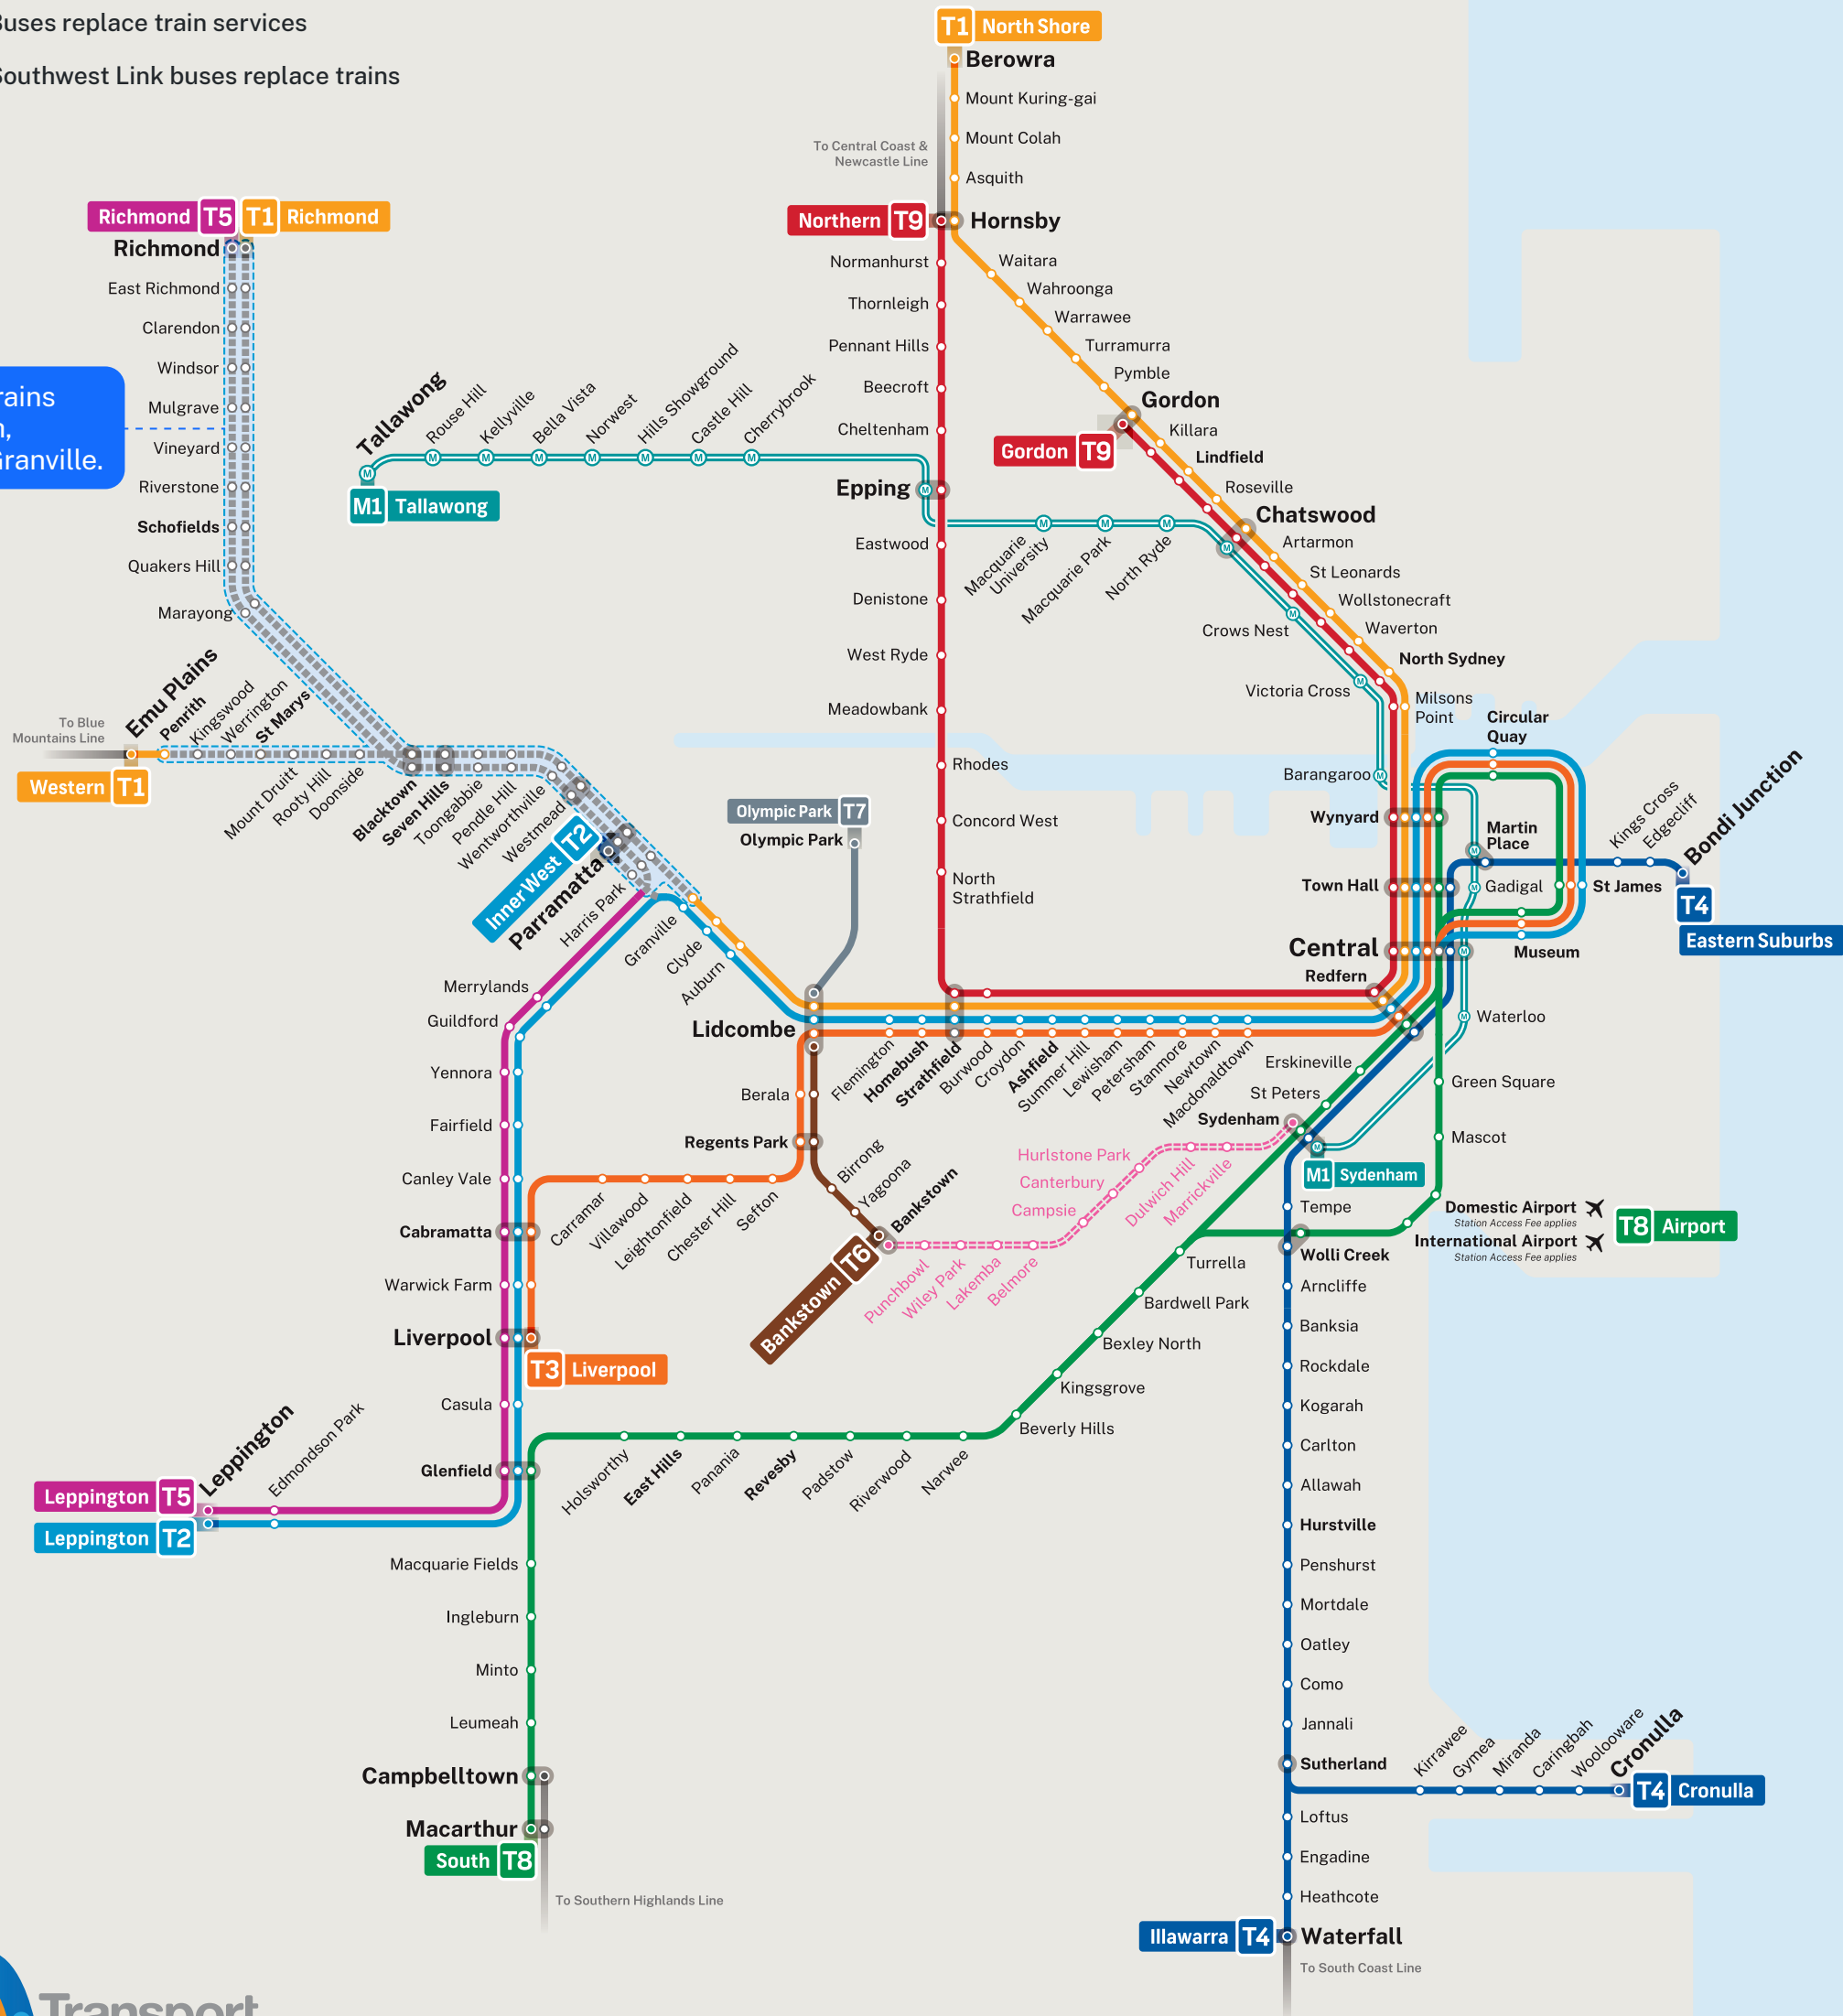 Buses replace train services
Southwest Link buses replace trains
T1 North Shore
Berowra
Mount Kuring-gai
Mount Colah
To Central Coast &
Newcastle Line
Asquith
Northern T9
Hornsby
Richmond T5
T1 Richmond
Richmond
East Richmond
Clarendon
Windsor
Mulgrave
Vineyard
Riverstone
Schofields
Quakers Hill
Marayong
rains
Granville.
Normanhurst
Thornleigh
Pennant Hills
Beecroft
Cheltenham
Epping
Eastwood
Denistone
West Ryde
Meadowbank
Rhodes
Concord West
North
Strathfield
Waitara
Wahroonga
Warrawee
Turramurra
Pymble
Gordon
Gordon T9
Killara
Lindfield
Roseville
Chatswood
Artarmon
St Leonards
Wollstonecraft
Waverton
North Sydney
Milsons
Point
Tallawong
M1 Tallawong
Rouse Hill
Kellyville
Bella Vista
Norwest
Hills Showground
Castle Hill
Cherrybrook
Macquarie
University
Macquarie Park
North Ryde
Crows Nest
Victoria Cross
Barangaroo
To Blue
Mountains Line
Emu Plains
Western T1
Penrith
Kingswood
Werrington
St Marys
Mount Druitt
Rooty Hill
Doonside
Blacktown
Seven Hills
Toongabbie
Pendle Hill
Wentworthville
Westmead
Inner West T2
Parramatta
Harris Park
Granville
Clyde
Auburn
Olympic Park T7
Olympic Park
Circular
Quay
Wynyard
Martin
Place
Town Hall
Gadigal
St James
Central
Museum
Redfern
Kings Cross
Edgecliff
Bondi Junction
T4
Eastern Suburbs
Merrylands
Guildford
Yennora
Fairfield
Canley Vale
Cabramatta
Warwick Farm
Liverpool
T3 Liverpool
Casula
Glenfield
Lidcombe
Flemington
Homebush
Strathfield
Burwood
Croydon
Ashfield
Summer Hill
Lewisham
Petersham
Stanmore
Newtown
Macdonaldtown
Berala
Regents Park
Birrong
Yagoona
Bankstown
Bankstown T6
Carramar
Villawood
Leightonfield
Chester Hill
Sefton
Punchbowl
Wiley Park
Lakemba
Belmore
Campsie
Canterbury
Hurlstone Park
Dulwich Hill
Marrickville
Erskineville
St Peters
Sydenham
M1 Sydenham
Waterloo
Green Square
Mascot
Domestic Airport
Station Access Fee applies
International Airport
Station Access Fee applies
T8 Airport
Tempe
Wolli Creek
Turrella
Bardwell Park
Bexley North
Kingsgrove
Beverly Hills
Narwee
Riverwood
Padstow
Revesby
Panania
East Hills
Holsworthy
Arncliffe
Banksia
Rockdale
Kogarah
Carlton
Allawah
Hurstville
Penshurst
Mortdale
Oatley
Como
Jannali
Sutherland
Kirrawee
Gymea
Miranda
Caringbah
Woolooware
Cronulla
T4 Cronulla
Loftus
Engadine
Heathcote
Illawarra T4
Waterfall
To South Coast Line
Leppington T5
Leppington T2
Leppington
Edmondson Park
Macquarie Fields
Ingleburn
Minto
Leumeah
Campbelltown
Macarthur
South T8
To Southern Highlands Line
Transport